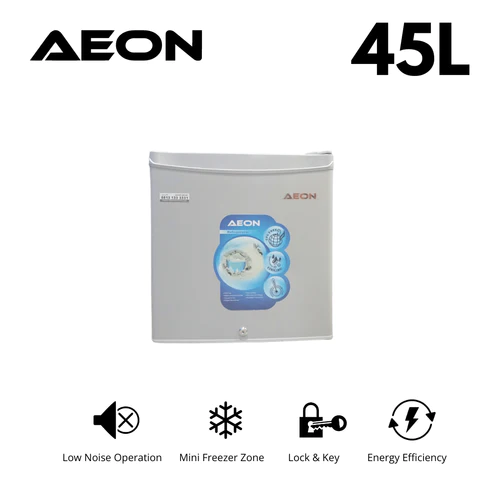 AEON
45L
AEON
AEON
Low Noise Operation
Mini Freezer Zone
Lock & Key
Energy Efficiency